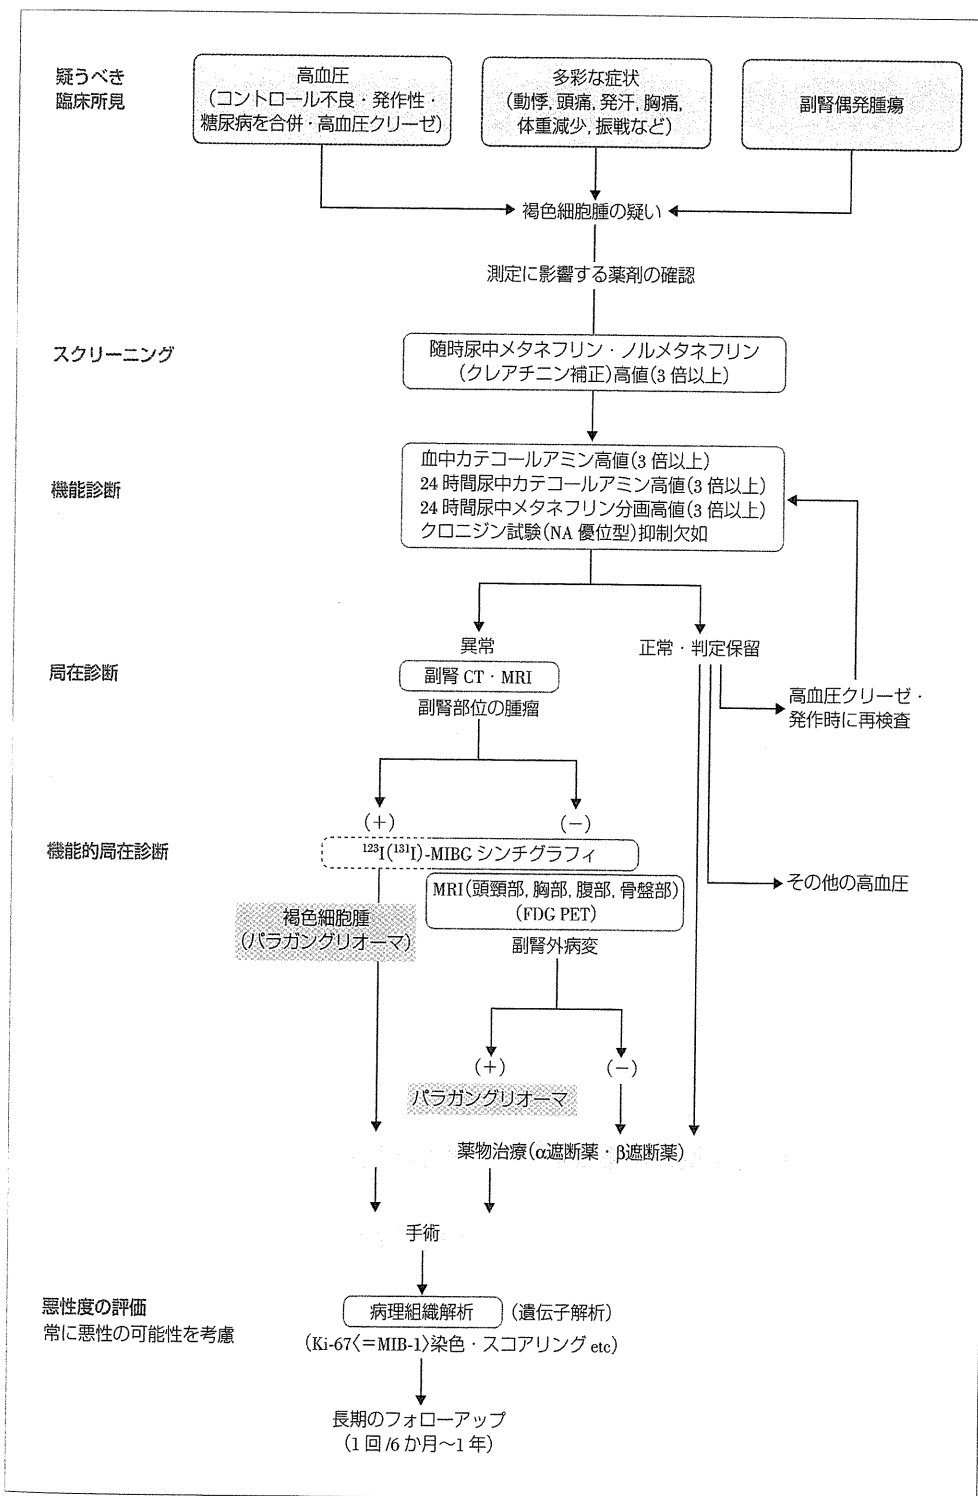 疑うべき
臨床所見
高血圧
(コントロール不良・発作性・
糖尿病を合併・高血圧クリーゼ)
多彩な症状
(動悸, 頭痛, 発汗, 胸痛,
体重減少, 振戦など)
副腎偶発腫瘍
褐色細胞腫の疑い
測定に影響する薬剤の確認
スクリーニング
随時尿中メタネフリン・ノルメタネフリン
(クレアチニン補正)高値(3倍以上)
機能診断
血中カテコールアミン高値(3倍以上)
24時間尿中カテコールアミン高値(3倍以上)
24時間尿中メタネフリン分画高値(3倍以上)
クロニジン試験(NA優位型)抑制欠如
異常
正常・判定保留
局在診断
副腎CT・MRI
副腎部位の腫瘤
高血圧クリーゼ・
発作時に再検査
(+)
(−)
機能的局在診断
¹²³I(¹³¹I)-MIBGシンチグラフィ
MRI(頭頸部, 胸部, 腹部, 骨盤部)
(FDG PET)
その他の高血圧
褐色細胞腫
(パラガングリオーマ)
副腎外病変
(+)
(−)
パラガングリオーマ
薬物治療(α遮断薬・β遮断薬)
手術
悪性度の評価
常に悪性の可能性を考慮
病理組織解析
(遺伝子解析)
(Ki-67〈=MIB-1〉染色・スコアリング etc)
長期のフォローアップ
(1回/6か月〜1年)